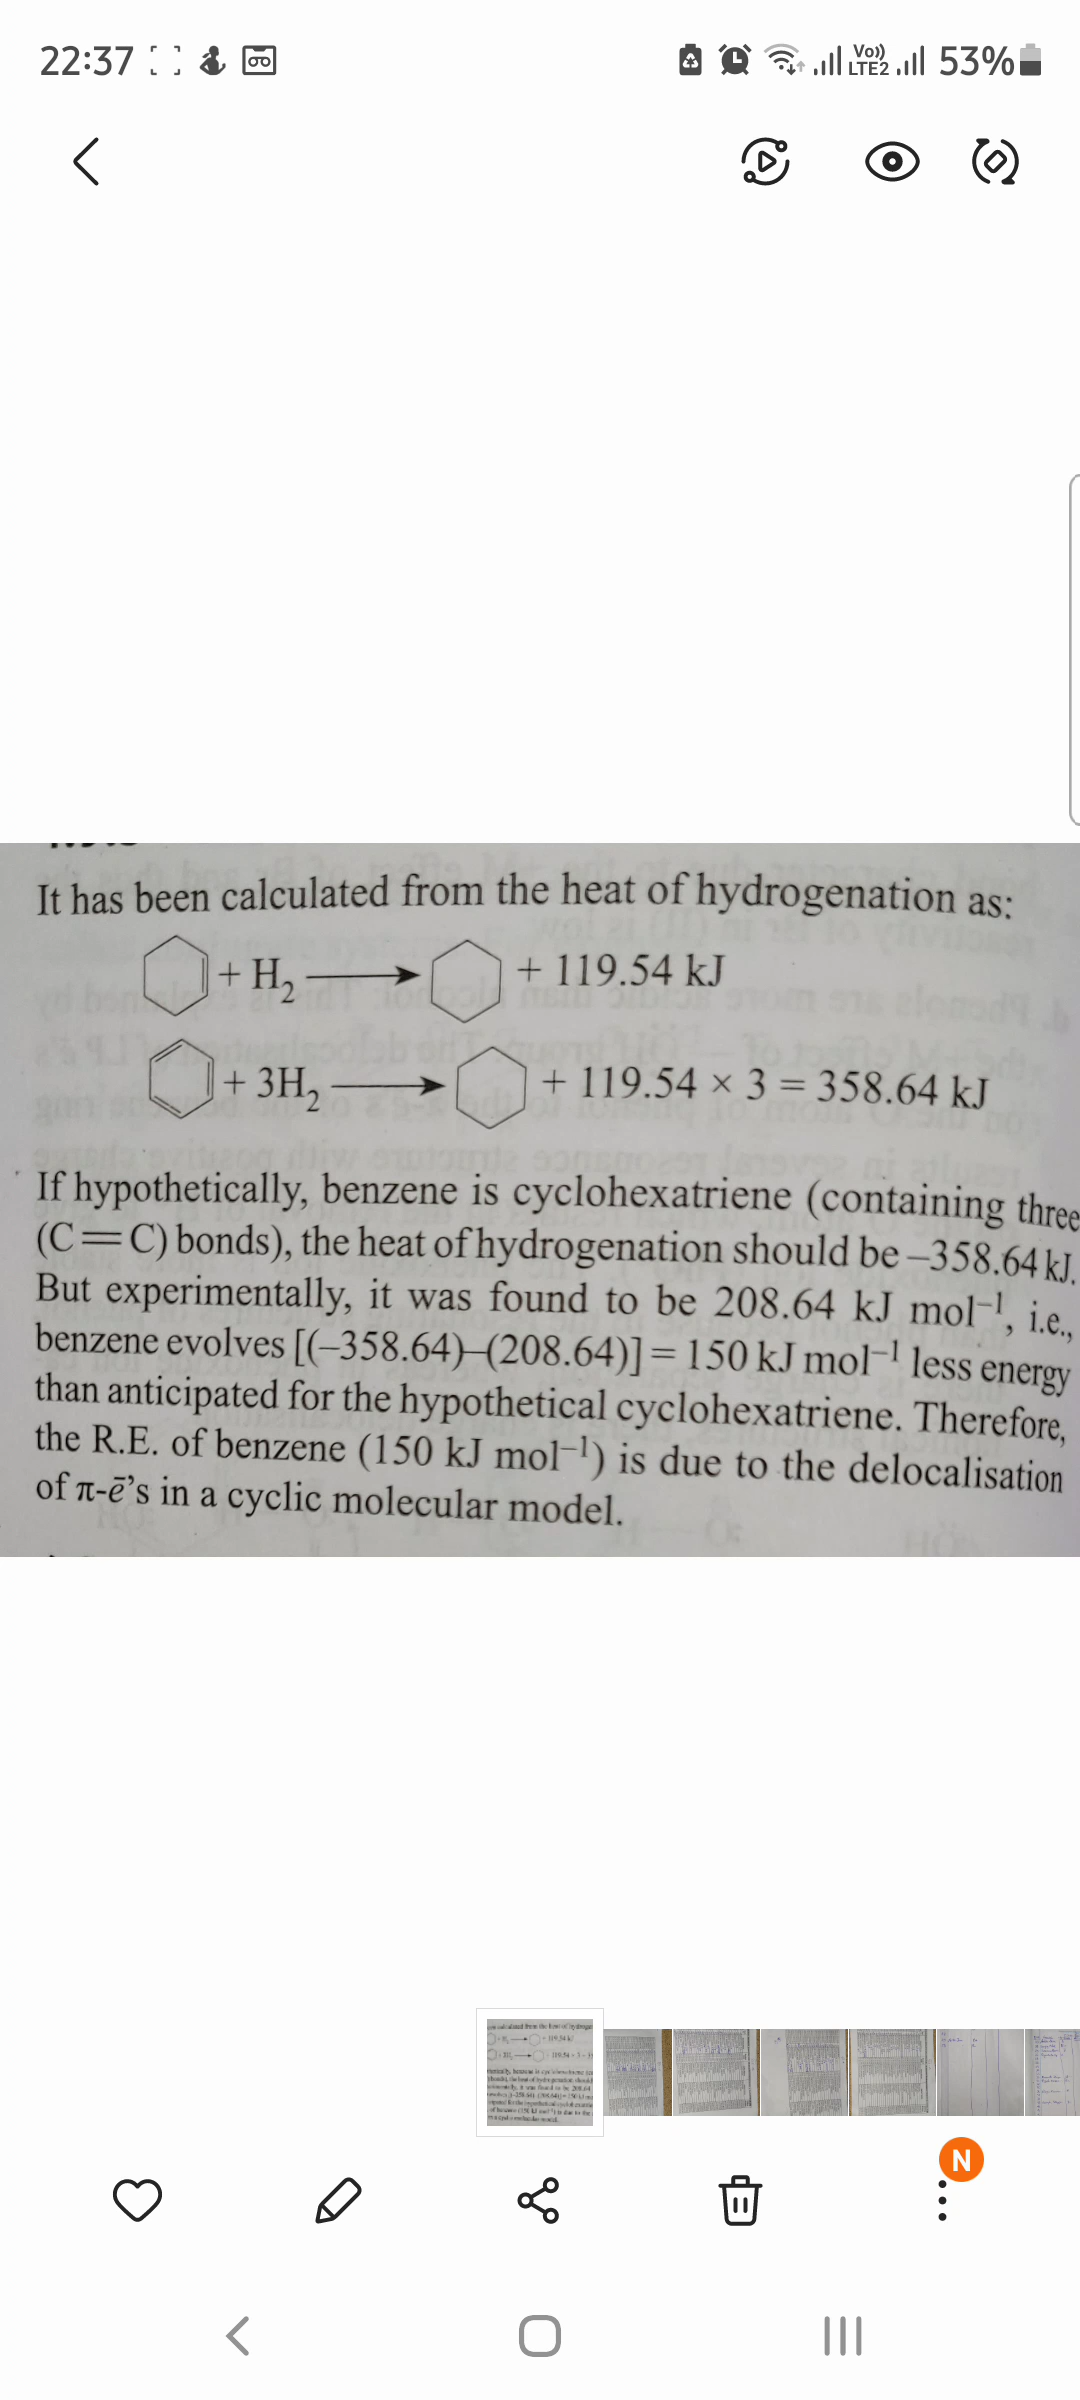 22:37
Vo)) LTE2 53%
It has been calculated from the heat of hydrogenation as:
+ H₂ ⟶ + 119.54 kJ
+ 3H₂ ⟶ + 119.54 × 3 = 358.64 kJ
If hypothetically, benzene is cyclohexatriene (containing three
(C=C) bonds), the heat of hydrogenation should be –358.64 kJ.
But experimentally, it was found to be 208.64 kJ mol⁻¹, i.e.,
benzene evolves [(–358.64)–(208.64)] = 150 kJ mol⁻¹ less energy
than anticipated for the hypothetical cyclohexatriene. Therefore,
the R.E. of benzene (150 kJ mol⁻¹) is due to the delocalisation
of π-ē's in a cyclic molecular model.
N